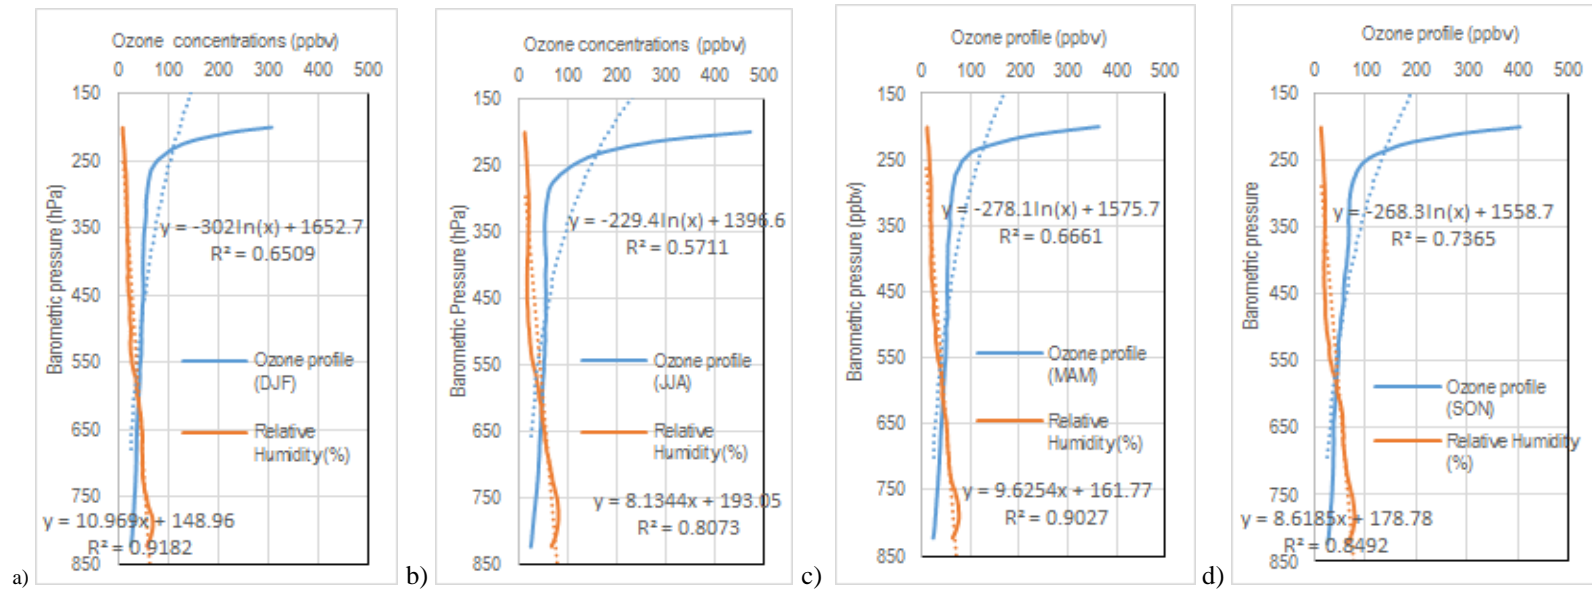 Ozone concentrations (ppbv)
0 100 200 300 400 500
150
250
350
450
550
650
750
850
Barometric pressure (hPa)
y = -302ln(x) + 1652.7
R² = 0.6509
Ozone profile
(DJF)
Relative
Humidity(%)
y = 10.969x + 148.96
R² = 0.9182
a)
Ozone concentrations (ppbv)
0 100 200 300 400 500
150
250
350
450
550
650
750
850
Barometric Pressure (hPa)
y = -229.4ln(x) + 1396.6
R² = 0.5711
Ozone profile
(JJA)
Relative
Humidity(%)
y = 8.1344x + 193.05
R² = 0.8073
b)
Ozone profile (ppbv)
0 100 200 300 400 500
150
250
350
450
550
650
750
850
Barometric pressure (ppbv)
y = -278.1ln(x) + 1575.7
R² = 0.6661
Ozone profile
(MAM)
Relative
Humidity(%)
y = 9.6254x + 161.77
R² = 0.9027
c)
Ozone profile (ppbv)
0 100 200 300 400 500
150
250
350
450
550
650
750
850
Barometric pressure
y = -268.3ln(x) + 1558.7
R² = 0.7365
Ozone profile
(SON)
Relative Humidity
(%)
y = 8.6185x + 178.78
R² = 0.8492
d)